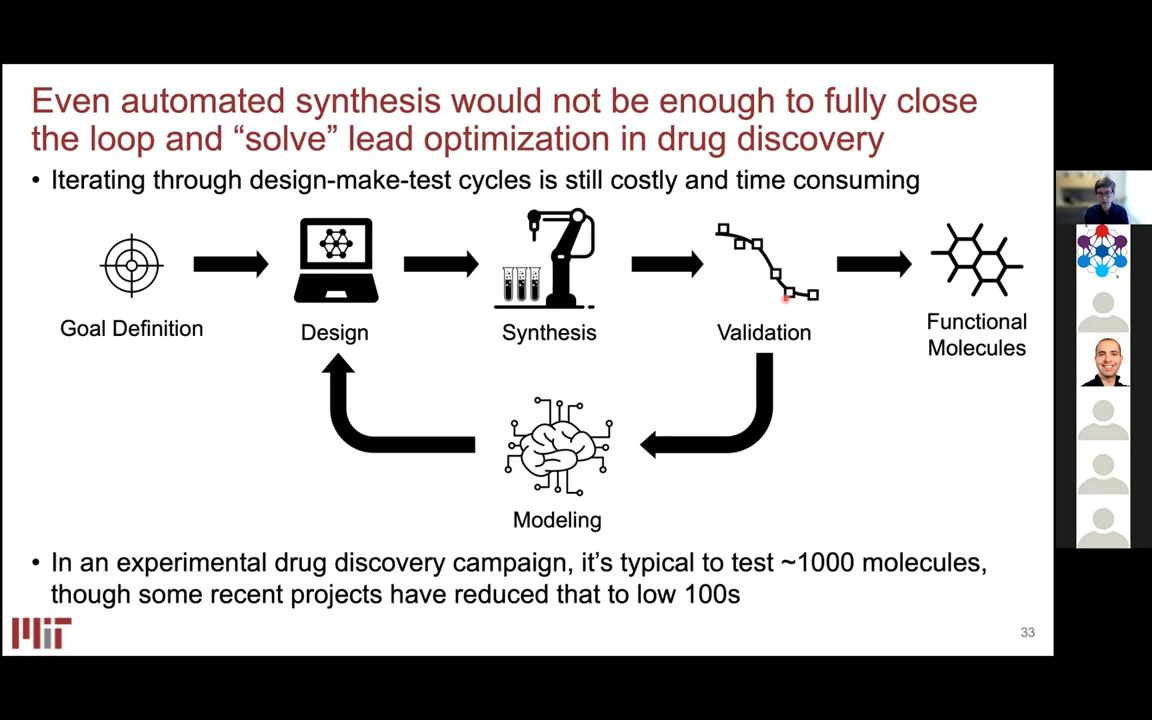 Even automated synthesis would not be enough to fully close
the loop and “solve” lead optimization in drug discovery
• Iterating through design-make-test cycles is still costly and time consuming
Goal Definition
Design
Synthesis
Validation
Functional
Molecules
Modeling
• In an experimental drug discovery campaign, it’s typical to test ~1000 molecules,
though some recent projects have reduced that to low 100s
MIT
33